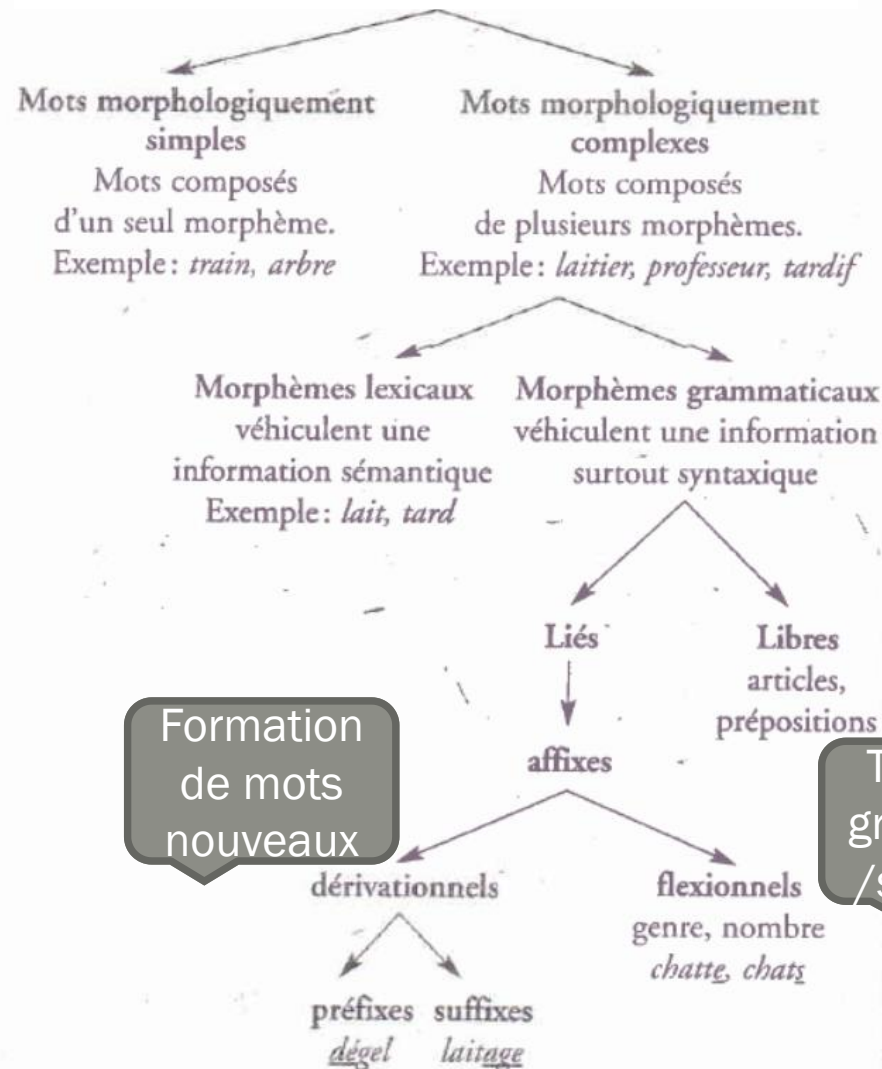 Mots morphologiquement
simples
Mots composés
d'un seul morphème.
Exemple : train, arbre
Mots morphologiquement
complexes
Mots composés
de plusieurs morphèmes.
Exemple : laitier, professeur, tardif
Morphèmes lexicaux
véhiculent une
information sémantique
Exemple : lait, tard
Morphèmes grammaticaux
véhiculent une information
surtout syntaxique
Liés
Libres
articles,
prépositions
affixes
Formation
de mots
nouveaux
dérivationnels
flexionnels
genre, nombre
chatte, chats
préfixes
dégel
suffixes
laitage